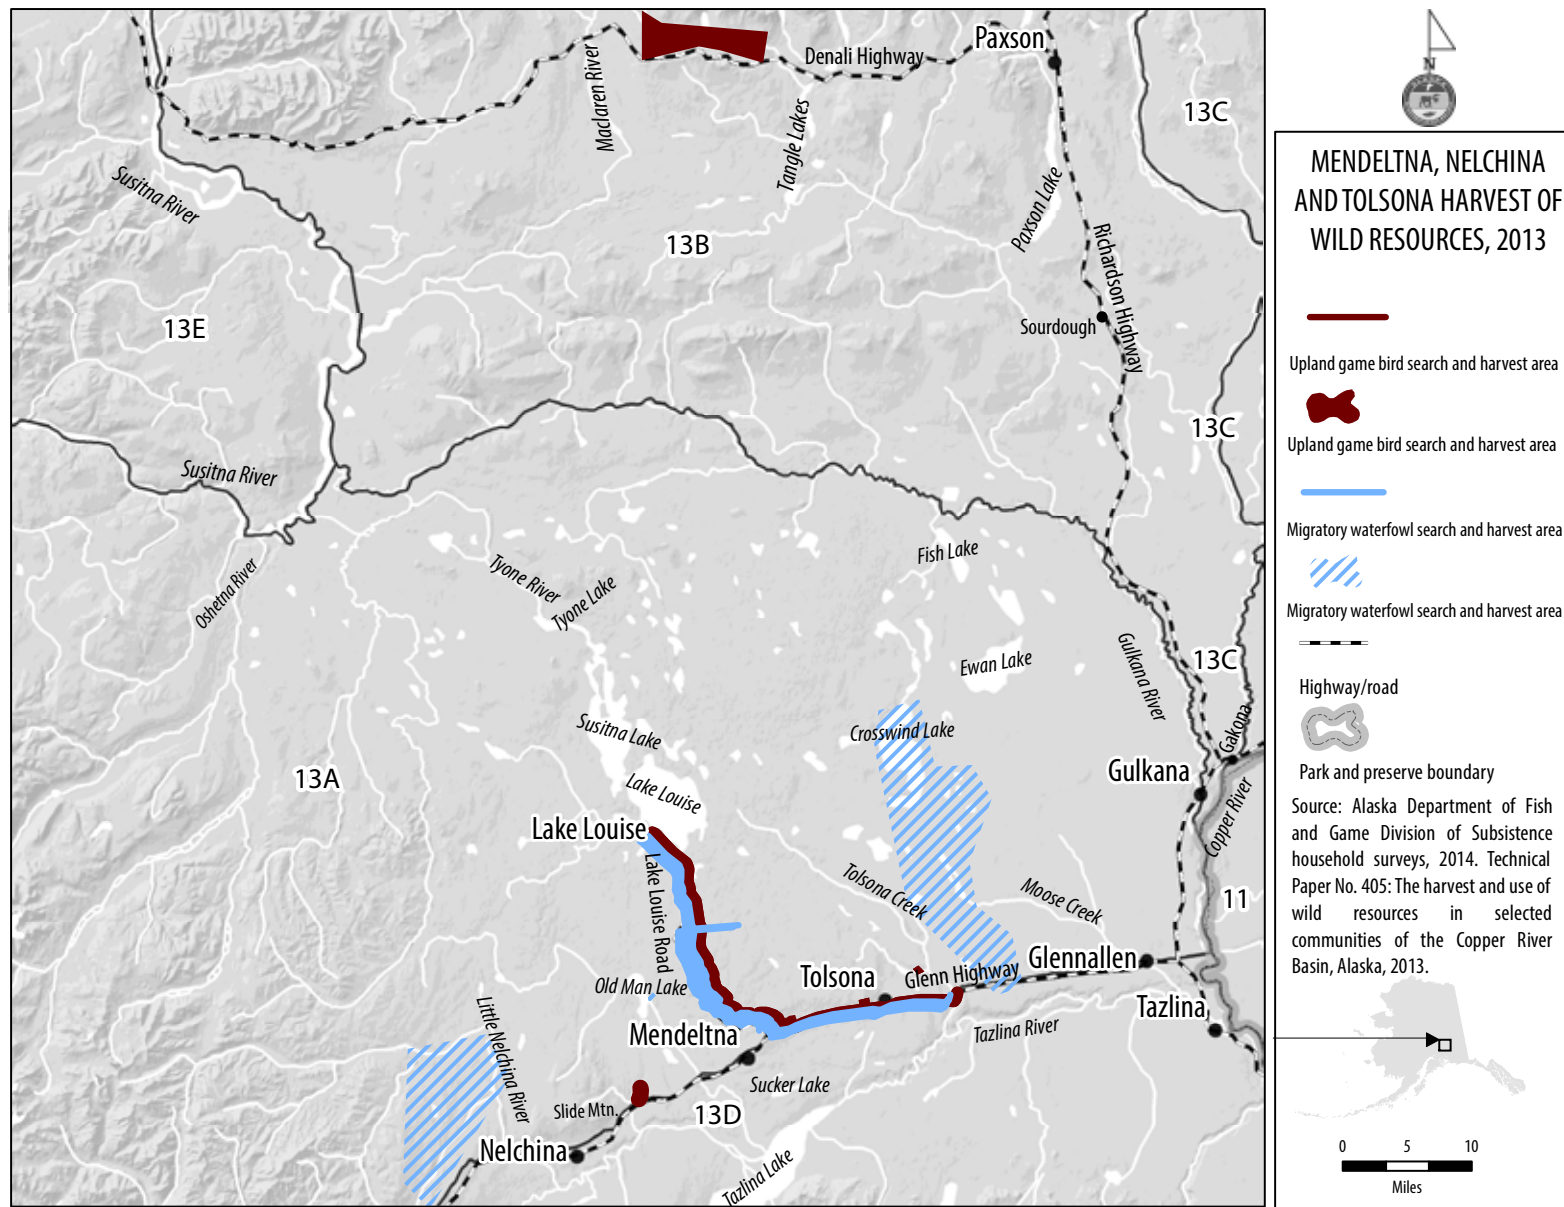 Paxson
Denali Highway
Maclaren River
Tangle Lakes
13C
Susitna River
Paxson Lake
13B
Richardson Highway
13E
Sourdough
13C
Susitna River
Fish Lake
Tyone River
Tyone Lake
Oshetna River
Ewan Lake
Gulkana River
13C
Gakona
Susitna Lake
Crosswind Lake
13A
Lake Louise
Gulkana
Copper River
Lake Louise
Lake Louise Road
Tolsona Creek
Moose Creek
11
Tolsona
Glenn Highway
Glennallen
Old Man Lake
Little Nelchina River
Mendeltna
Tazlina River
Tazlina
Sucker Lake
Slide Mtn.
13D
Nelchina
Tazlina Lake
N
MENDELTNA, NELCHINA
AND TOLSONA HARVEST OF
WILD RESOURCES, 2013
Upland game bird search and harvest area
Upland game bird search and harvest area
Migratory waterfowl search and harvest area
Migratory waterfowl search and harvest area
Highway/road
Park and preserve boundary
Source: Alaska Department of Fish
and Game Division of Subsistence
household surveys, 2014. Technical
Paper No. 405: The harvest and use of
wild resources in selected
communities of the Copper River
Basin, Alaska, 2013.
0 5 10
Miles